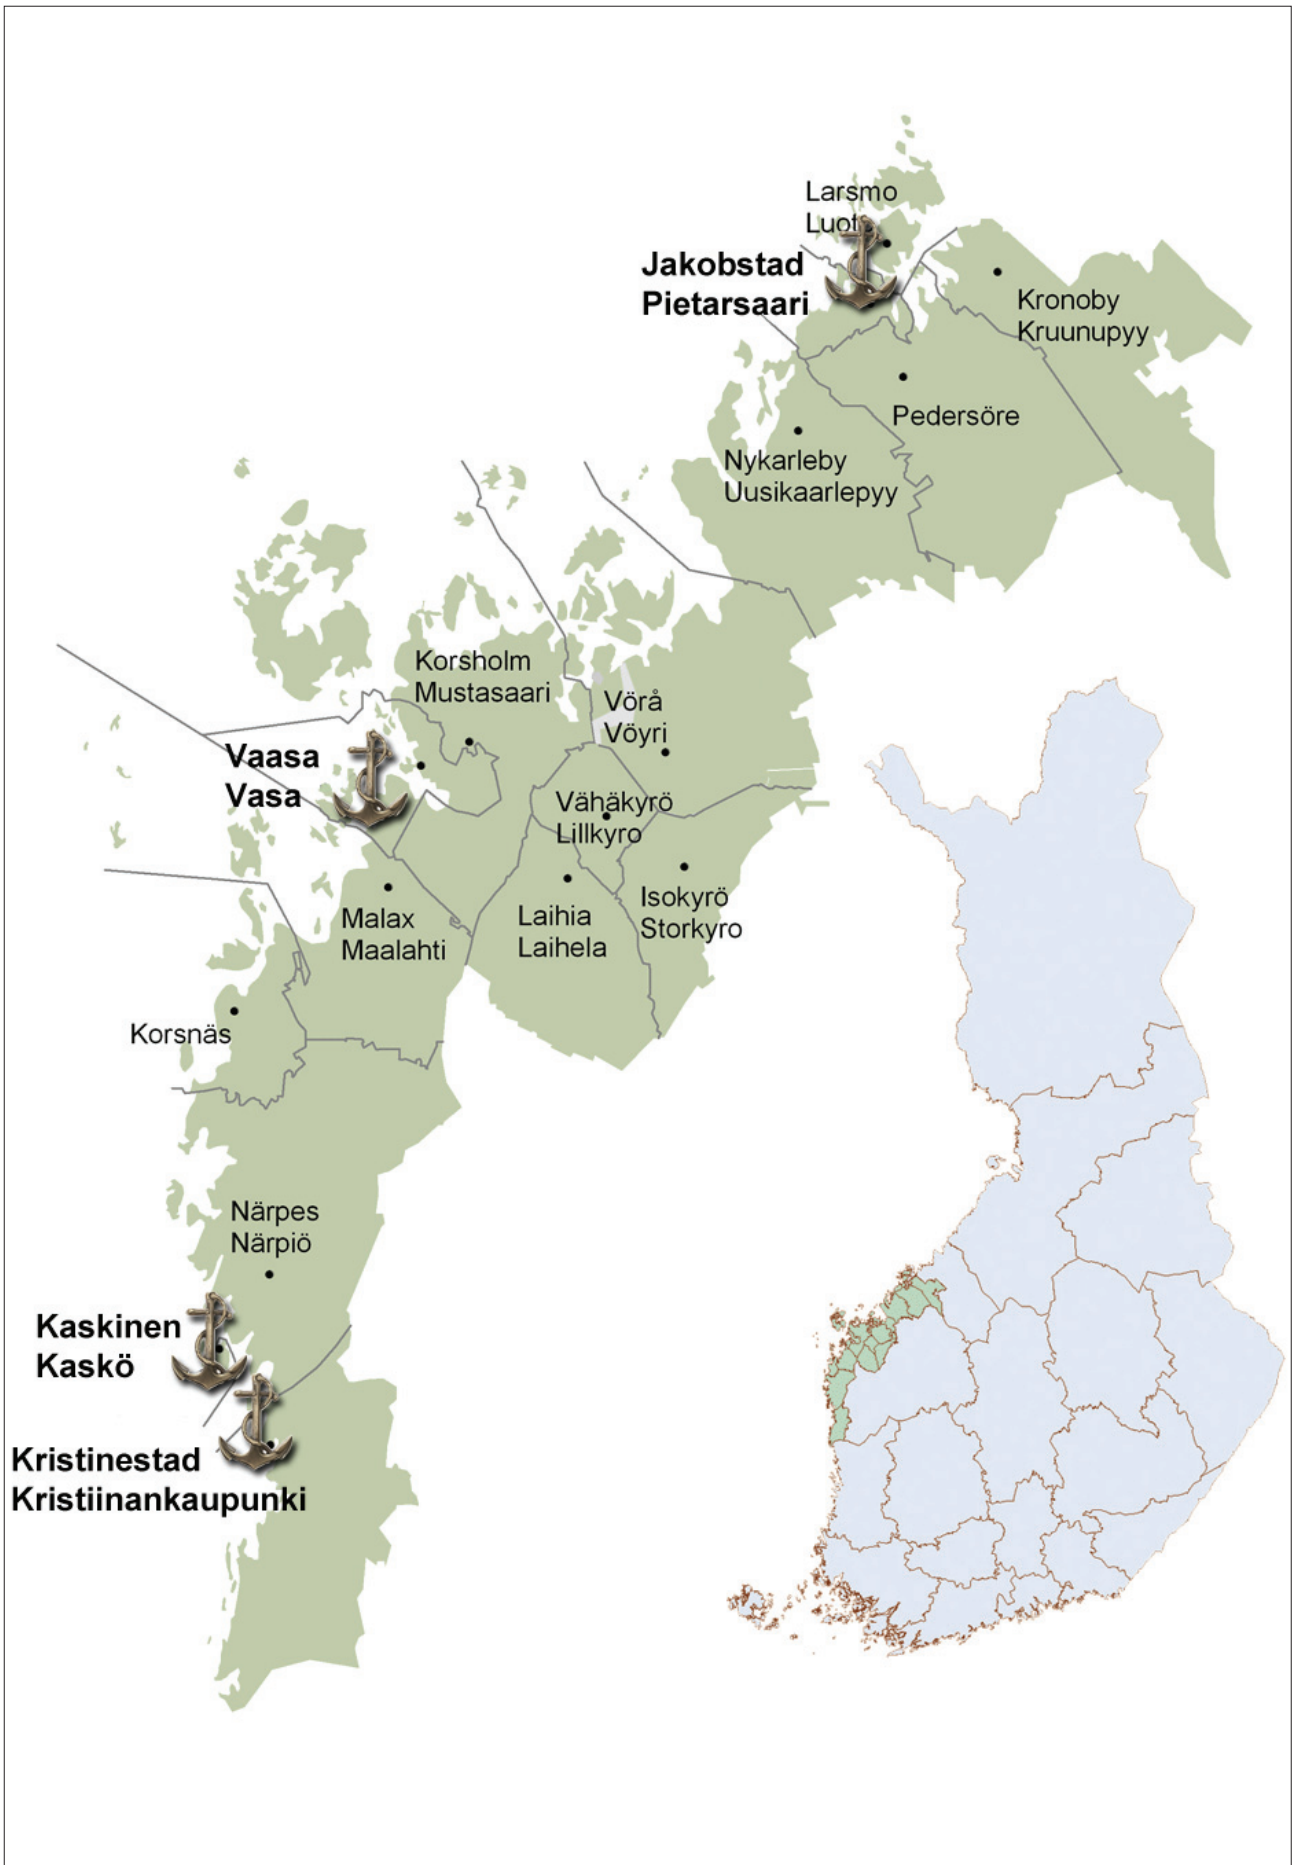 Larsmo
Luot
Jakobstad
Pietarsaari
Kronoby
Kruunupyy
Pedersöre
Nykarleby
Uusikaarlepyy
Korsholm
Mustasaari
Vörå
Vöyri
Vaasa
Vasa
Vähäkyrö
Lillkyro
Isokyrö
Storkyro
Laihia
Laihela
Malax
Maalahti
Korsnäs
Närpes
Närpiö
Kaskinen
Kaskö
Kristinestad
Kristiinankaupunki